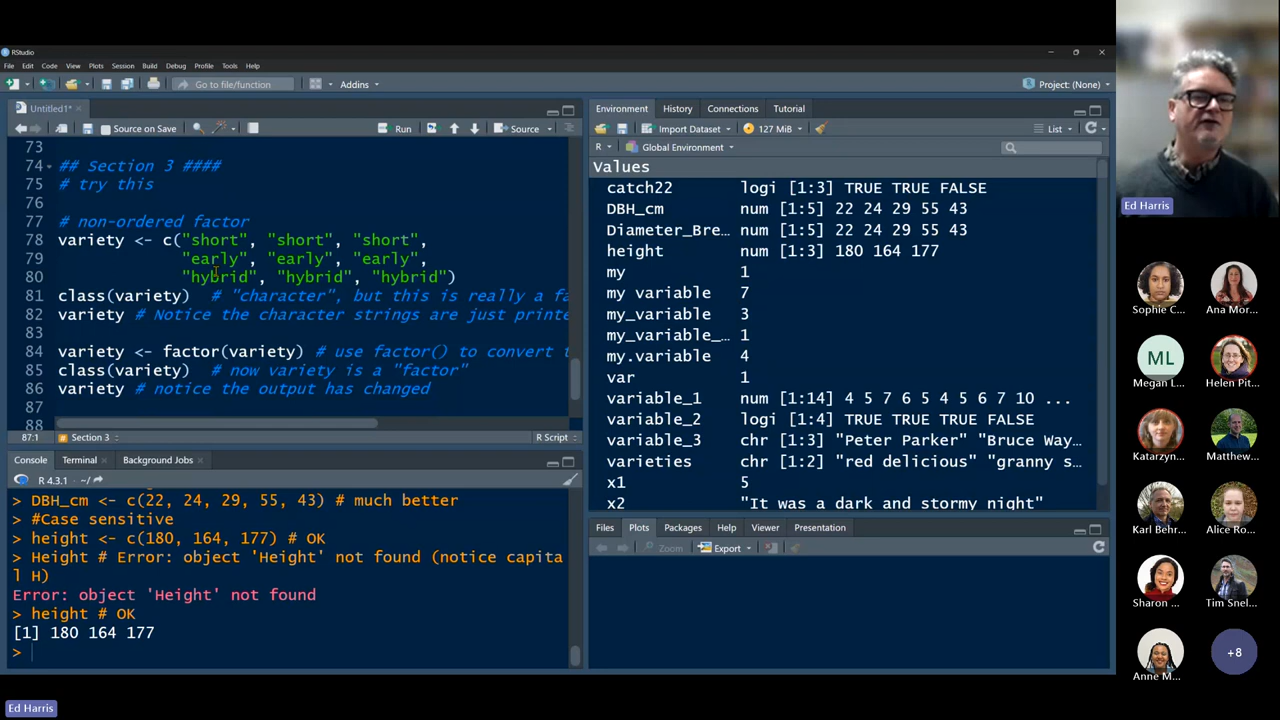 RStudio
File Edit Code View Plots Session Build Debug Profile Tools Help
Go to file/function Addins Project: (None)
Untitled1*
Source on Save Run Source
73
74 ## Section 3 ####
75 # try this
76
77 # non-ordered factor
78 variety <- c("short", "short", "short",
79 "early", "early", "early",
80 "hybrid", "hybrid", "hybrid")
81 class(variety) # "character", but this is really a fa
82 variety # Notice the character strings are just printe
83
84 variety <- factor(variety) # use factor() to convert t
85 class(variety) # now variety is a "factor"
86 variety # notice the output has changed
87
88
87:1 Section 3 R Script
Console Terminal Background Jobs
R 4.3.1 · ~/
> DBH_cm <- c(22, 24, 29, 55, 43) # much better
> #Case sensitive
> height <- c(180, 164, 177) # OK
> Height # Error: object 'Height' not found (notice capita
l H)
Error: object 'Height' not found
> height # OK
[1] 180 164 177
>
Environment History Connections Tutorial
Import Dataset 127 MiB List
R Global Environment
Values
catch22 logi [1:3] TRUE TRUE FALSE
DBH_cm num [1:5] 22 24 29 55 43
Diameter_Bre… num [1:5] 22 24 29 55 43
height num [1:3] 180 164 177
my 1
my variable 7
my_variable 3
my_variable_… 1
my.variable 4
var 1
variable_1 num [1:14] 4 5 7 6 5 4 5 6 7 10 ...
variable_2 logi [1:4] TRUE TRUE TRUE FALSE
variable_3 chr [1:3] "Peter Parker" "Bruce Way…
varieties chr [1:2] "red delicious" "granny s…
x1 5
x2 "It was a dark and stormy night"
Files Plots Packages Help Viewer Presentation
Zoom Export
Ed Harris
Sophie C... Ana Mor...
ML
Megan L... Helen Pit...
Katarzyn... Matthew...
Karl Behr... Alice Ro...
Sharon ... Tim Snel...
+8
Anne M...
Ed Harris